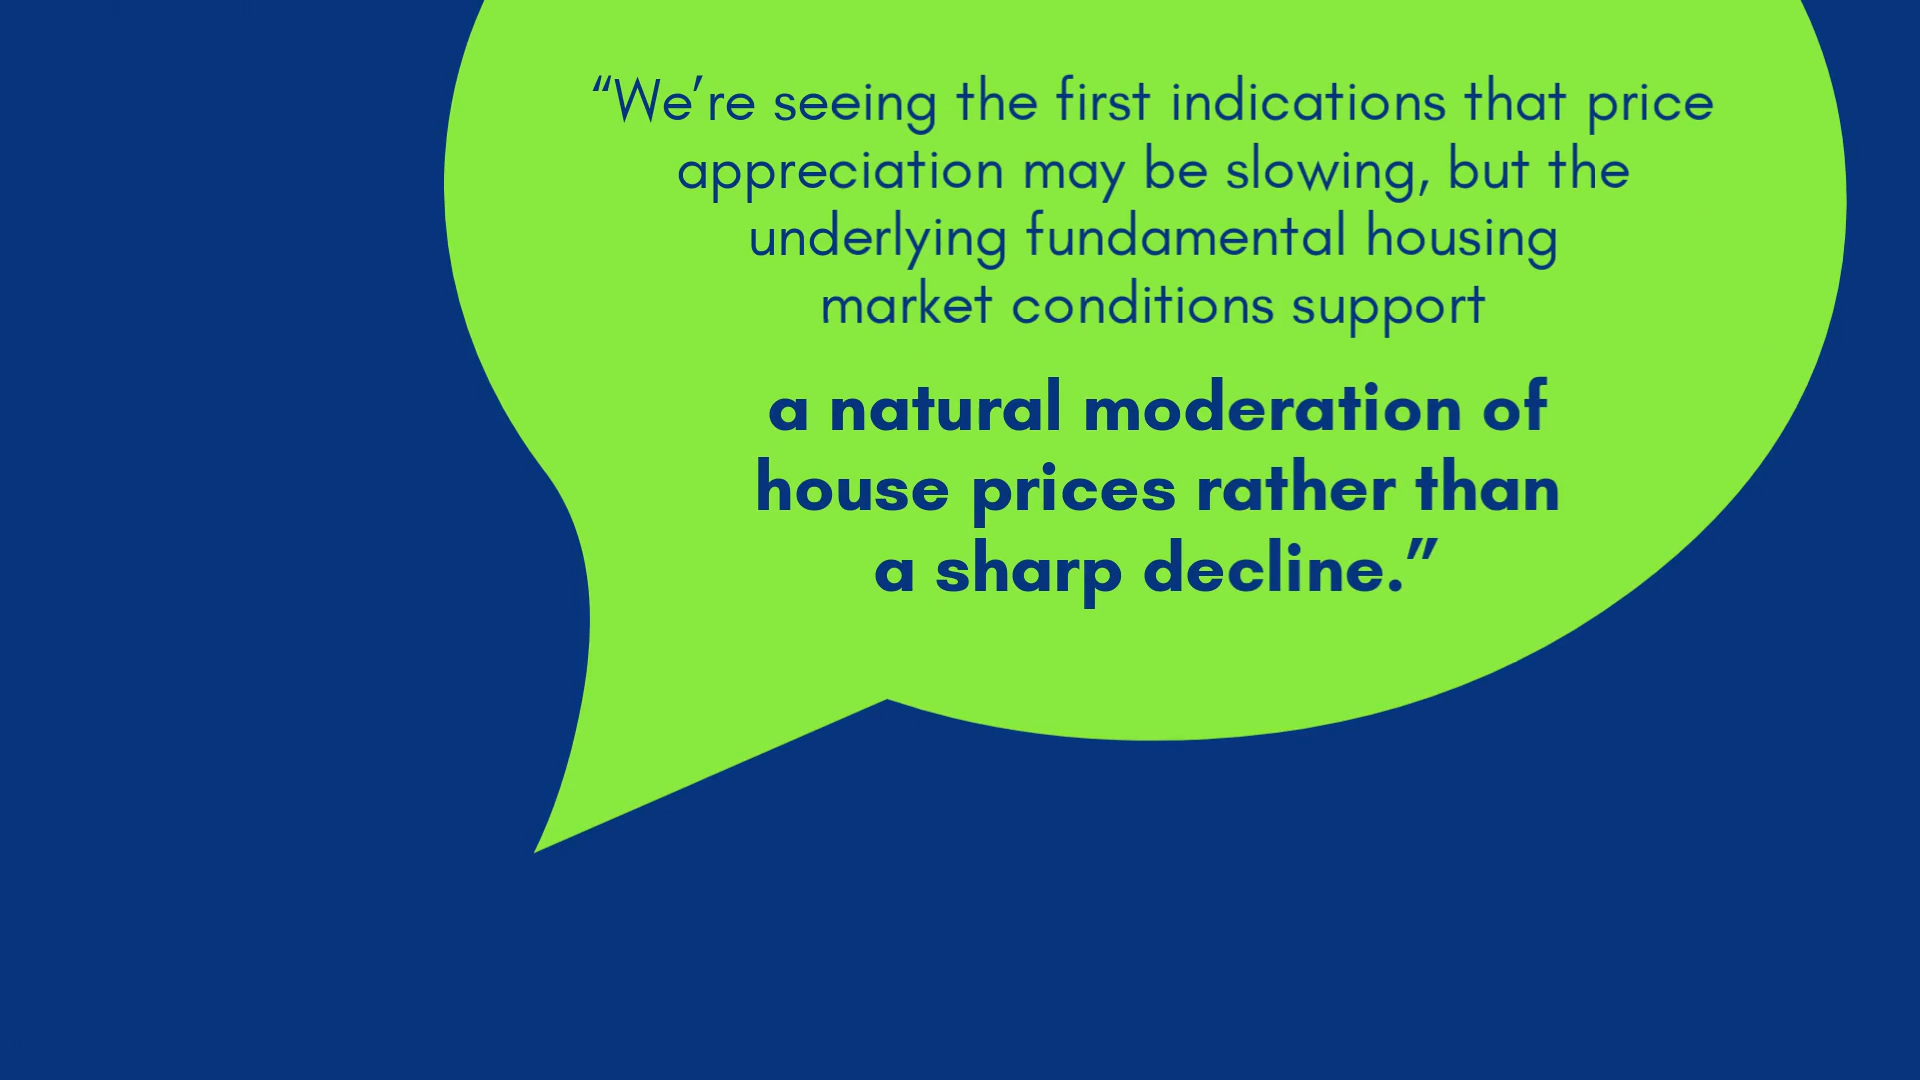 “We’re seeing the first indications that price
appreciation may be slowing, but the
underlying fundamental housing
market conditions support
a natural moderation of
house prices rather than
a sharp decline.”